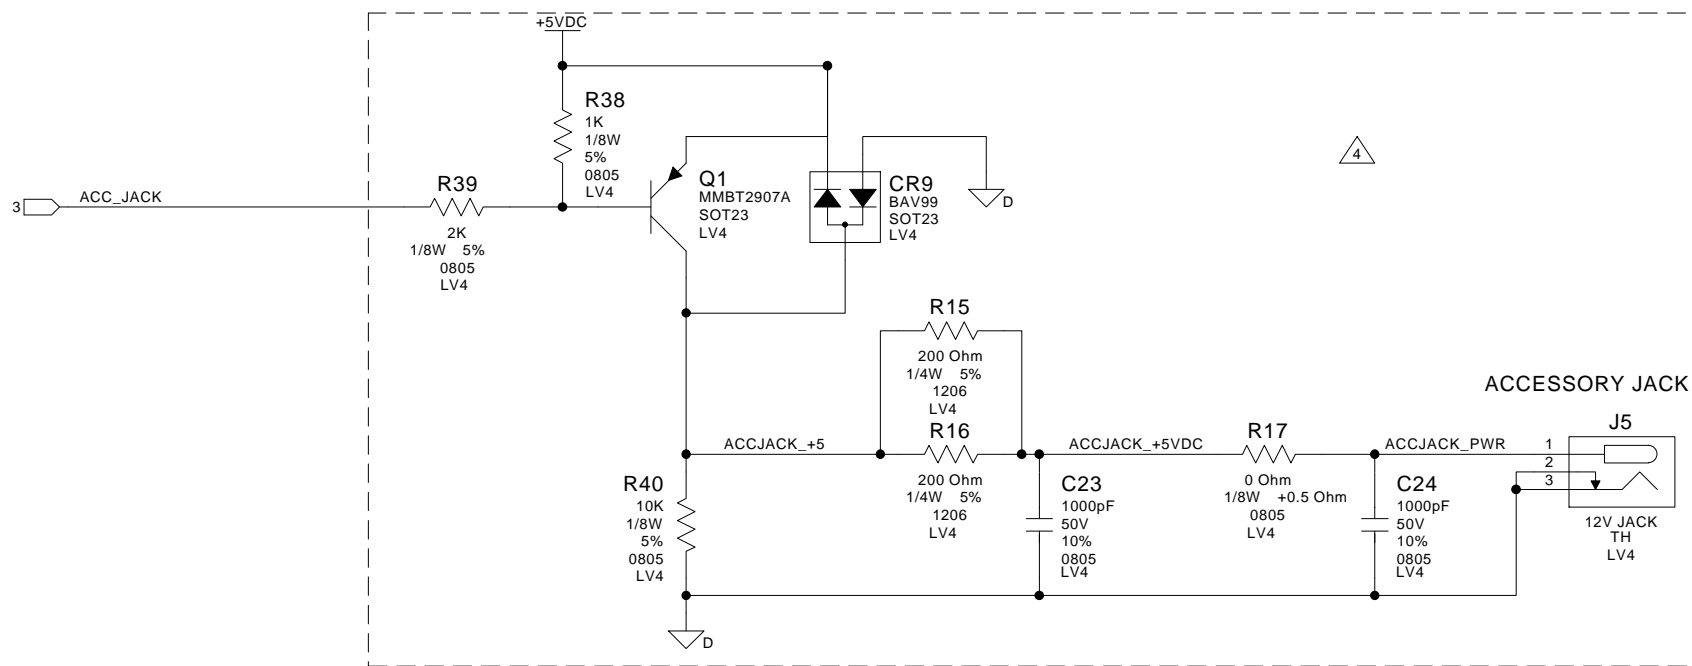 +5VDC
R38
1K
1/8W
5%
0805
LV4
3
ACC_JACK
R39
2K
1/8W 5%
0805
LV4
Q1
MMBT2907A
SOT23
LV4
CR9
BAV99
SOT23
LV4
D
4
R15
200 Ohm
1/4W 5%
1206
LV4
ACCJACK_+5
R16
200 Ohm
1/4W 5%
1206
LV4
ACCJACK_+5VDC
R17
0 Ohm
1/8W +0.5 Ohm
0805
LV4
ACCJACK_PWR
ACCESSORY JACK
J5
1
2
3
12V JACK
TH
LV4
R40
10K
1/8W
5%
0805
LV4
C23
1000pF
50V
10%
0805
LV4
C24
1000pF
50V
10%
0805
LV4
D